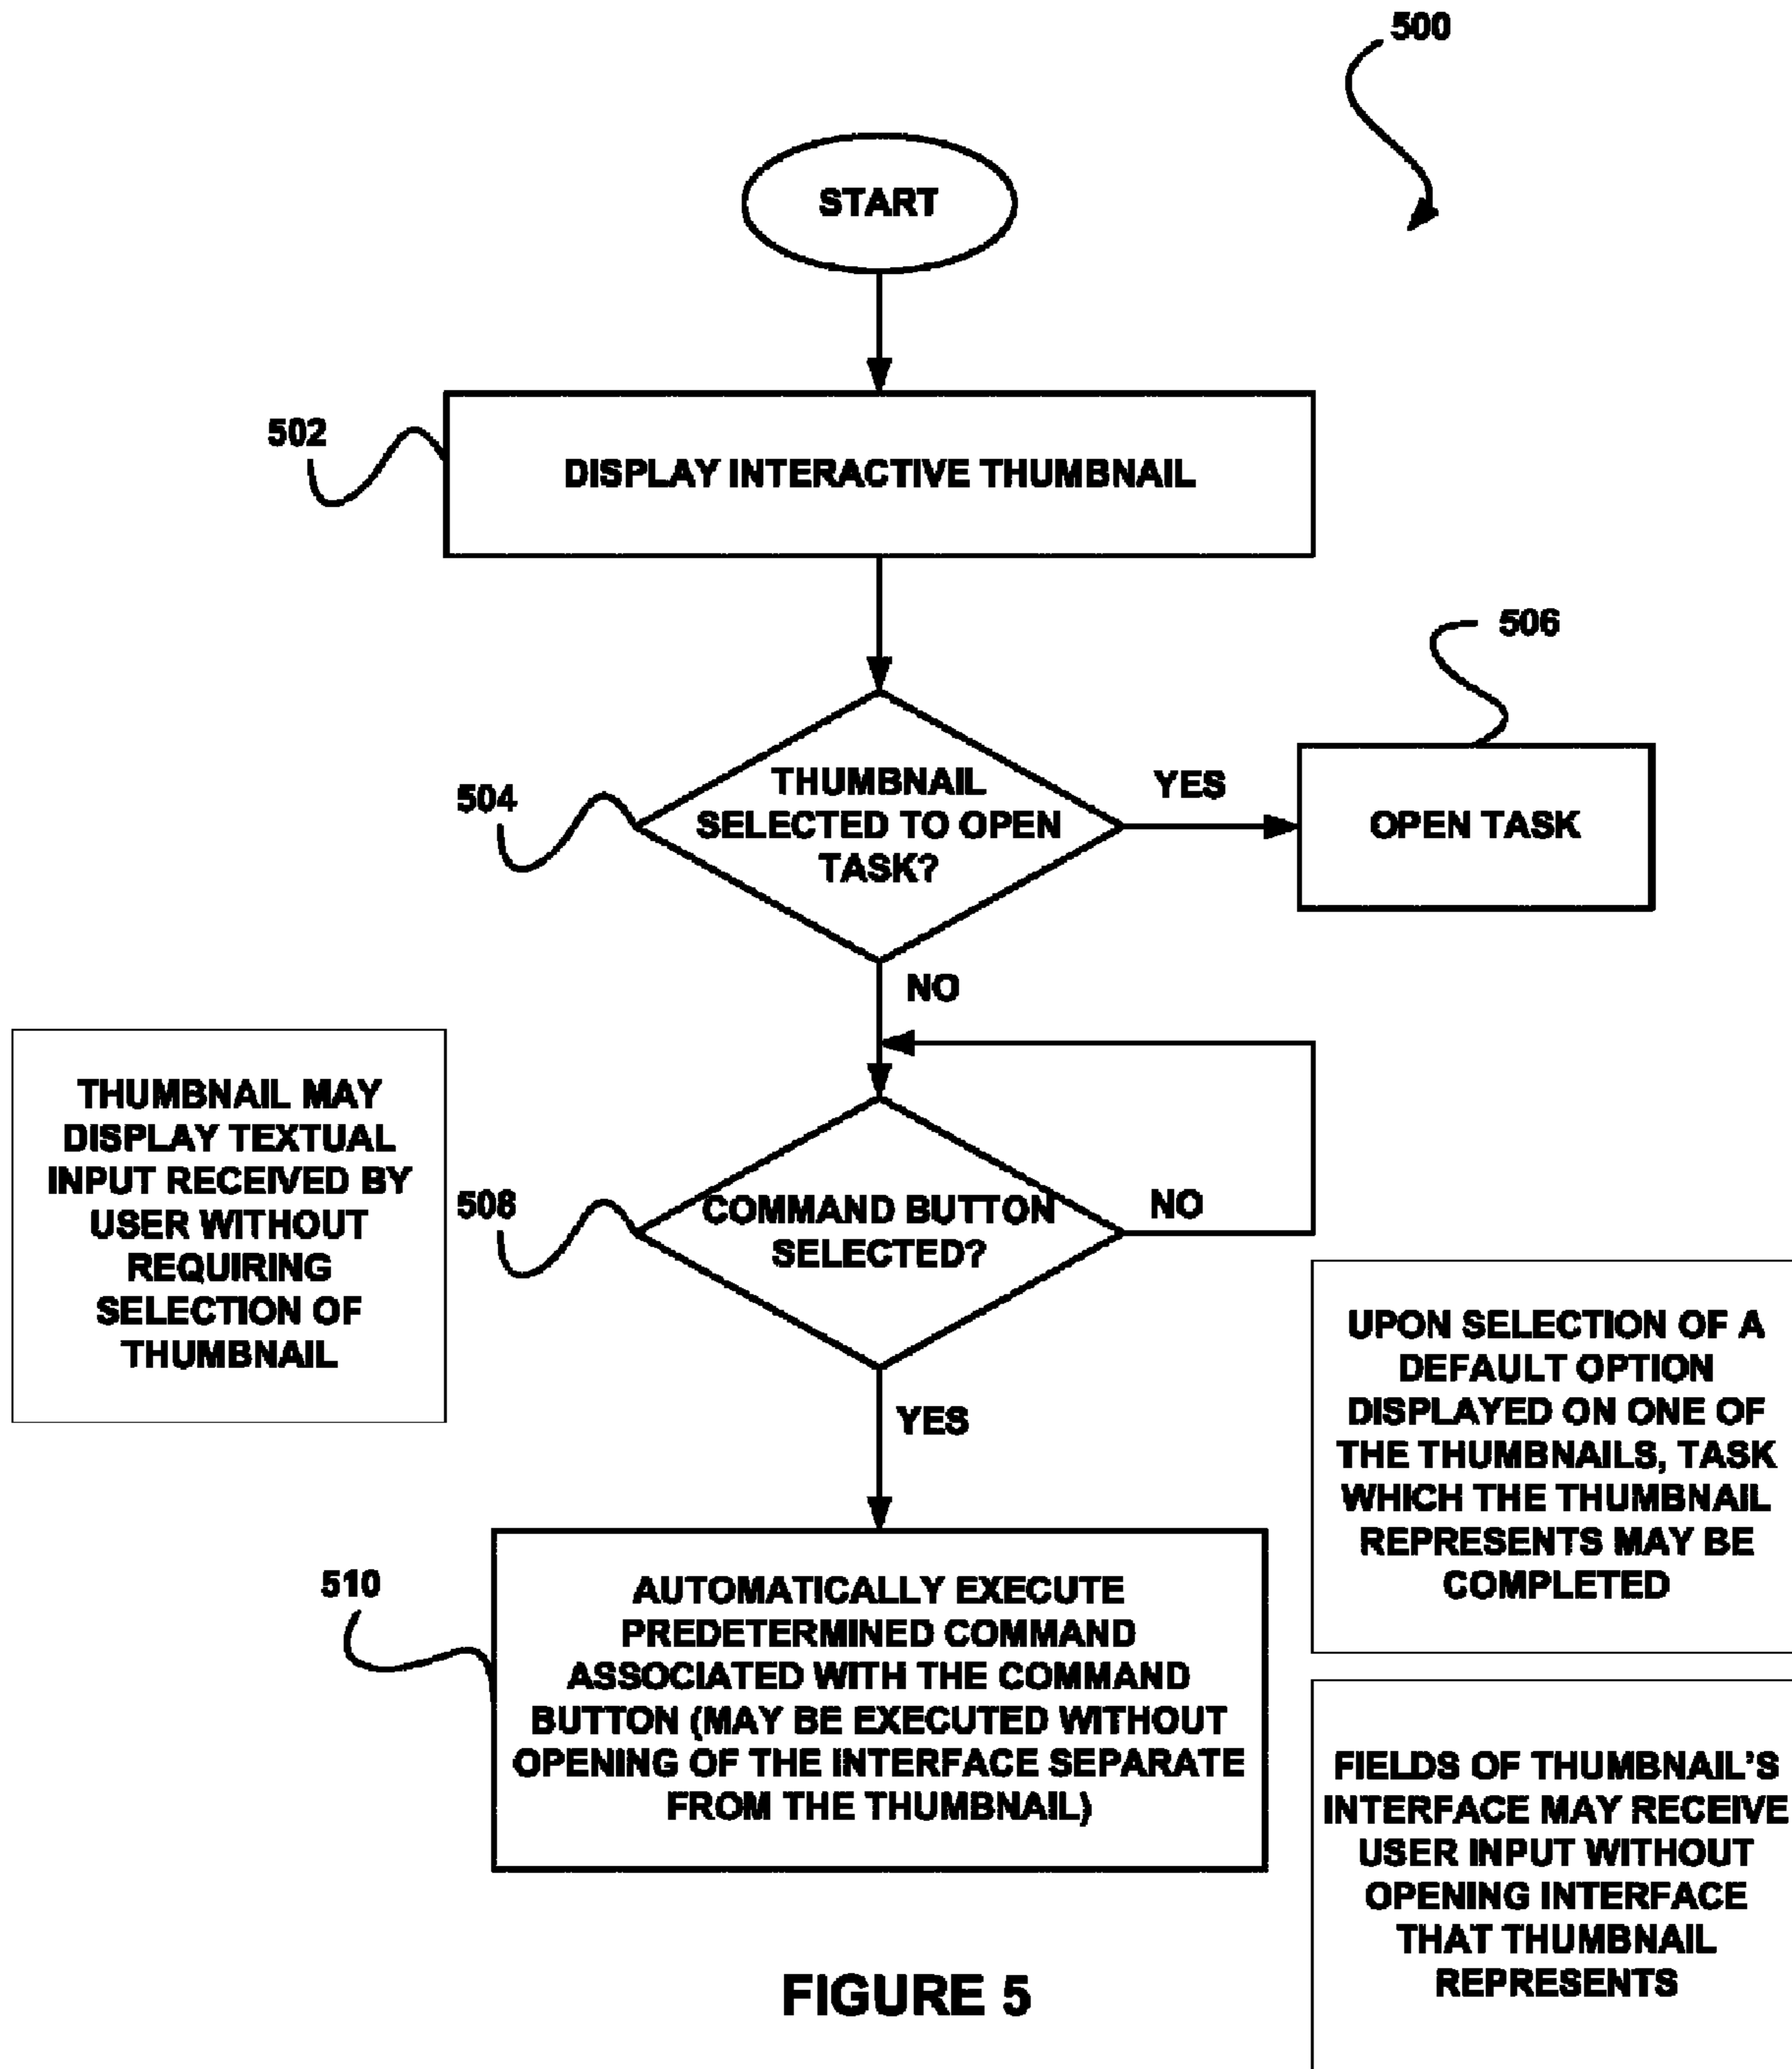 500
START
502
DISPLAY INTERACTIVE THUMBNAIL
506
504
THUMBNAIL
SELECTED TO OPEN
TASK?
YES
OPEN TASK
NO
THUMBNAIL MAY
DISPLAY TEXTUAL
INPUT RECEIVED BY
USER WITHOUT
REQUIRING
SELECTION OF
THUMBNAIL
508
COMMAND BUTTON
SELECTED?
NO
YES
UPON SELECTION OF A
DEFAULT OPTION
DISPLAYED ON ONE OF
THE THUMBNAILS, TASK
WHICH THE THUMBNAIL
REPRESENTS MAY BE
COMPLETED
510
AUTOMATICALLY EXECUTE
PREDETERMINED COMMAND
ASSOCIATED WITH THE COMMAND
BUTTON (MAY BE EXECUTED WITHOUT
OPENING OF THE INTERFACE SEPARATE
FROM THE THUMBNAIL)
FIELDS OF THUMBNAIL'S
INTERFACE MAY RECEIVE
USER INPUT WITHOUT
OPENING INTERFACE
THAT THUMBNAIL
REPRESENTS
FIGURE 5